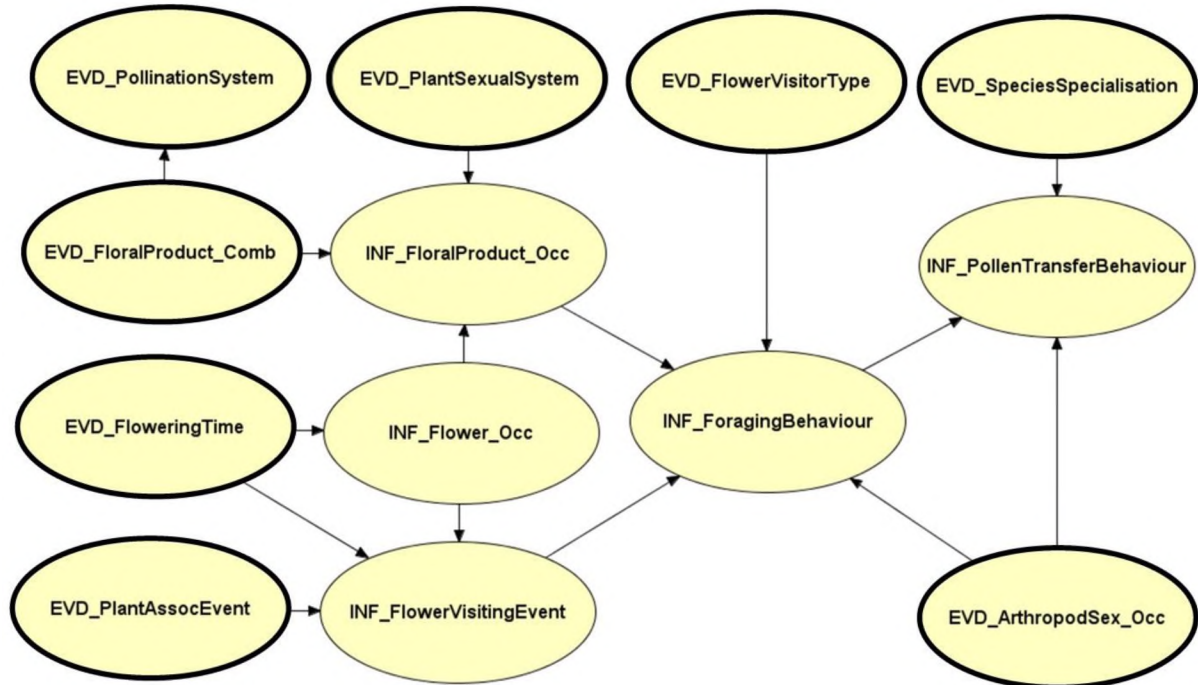 EVD_PollinationSystem
EVD_PlantSexualSystem
EVD_FlowerVisitorType
EVD_SpeciesSpecialisation
EVD_FloralProduct_Comb
INF_FloralProduct_Occ
INF_PollenTransferBehaviour
EVD_FloweringTime
INF_Flower_Occ
INF_ForagingBehaviour
EVD_PlantAssocEvent
INF_FlowerVisitingEvent
EVD_ArthropodSex_Occ